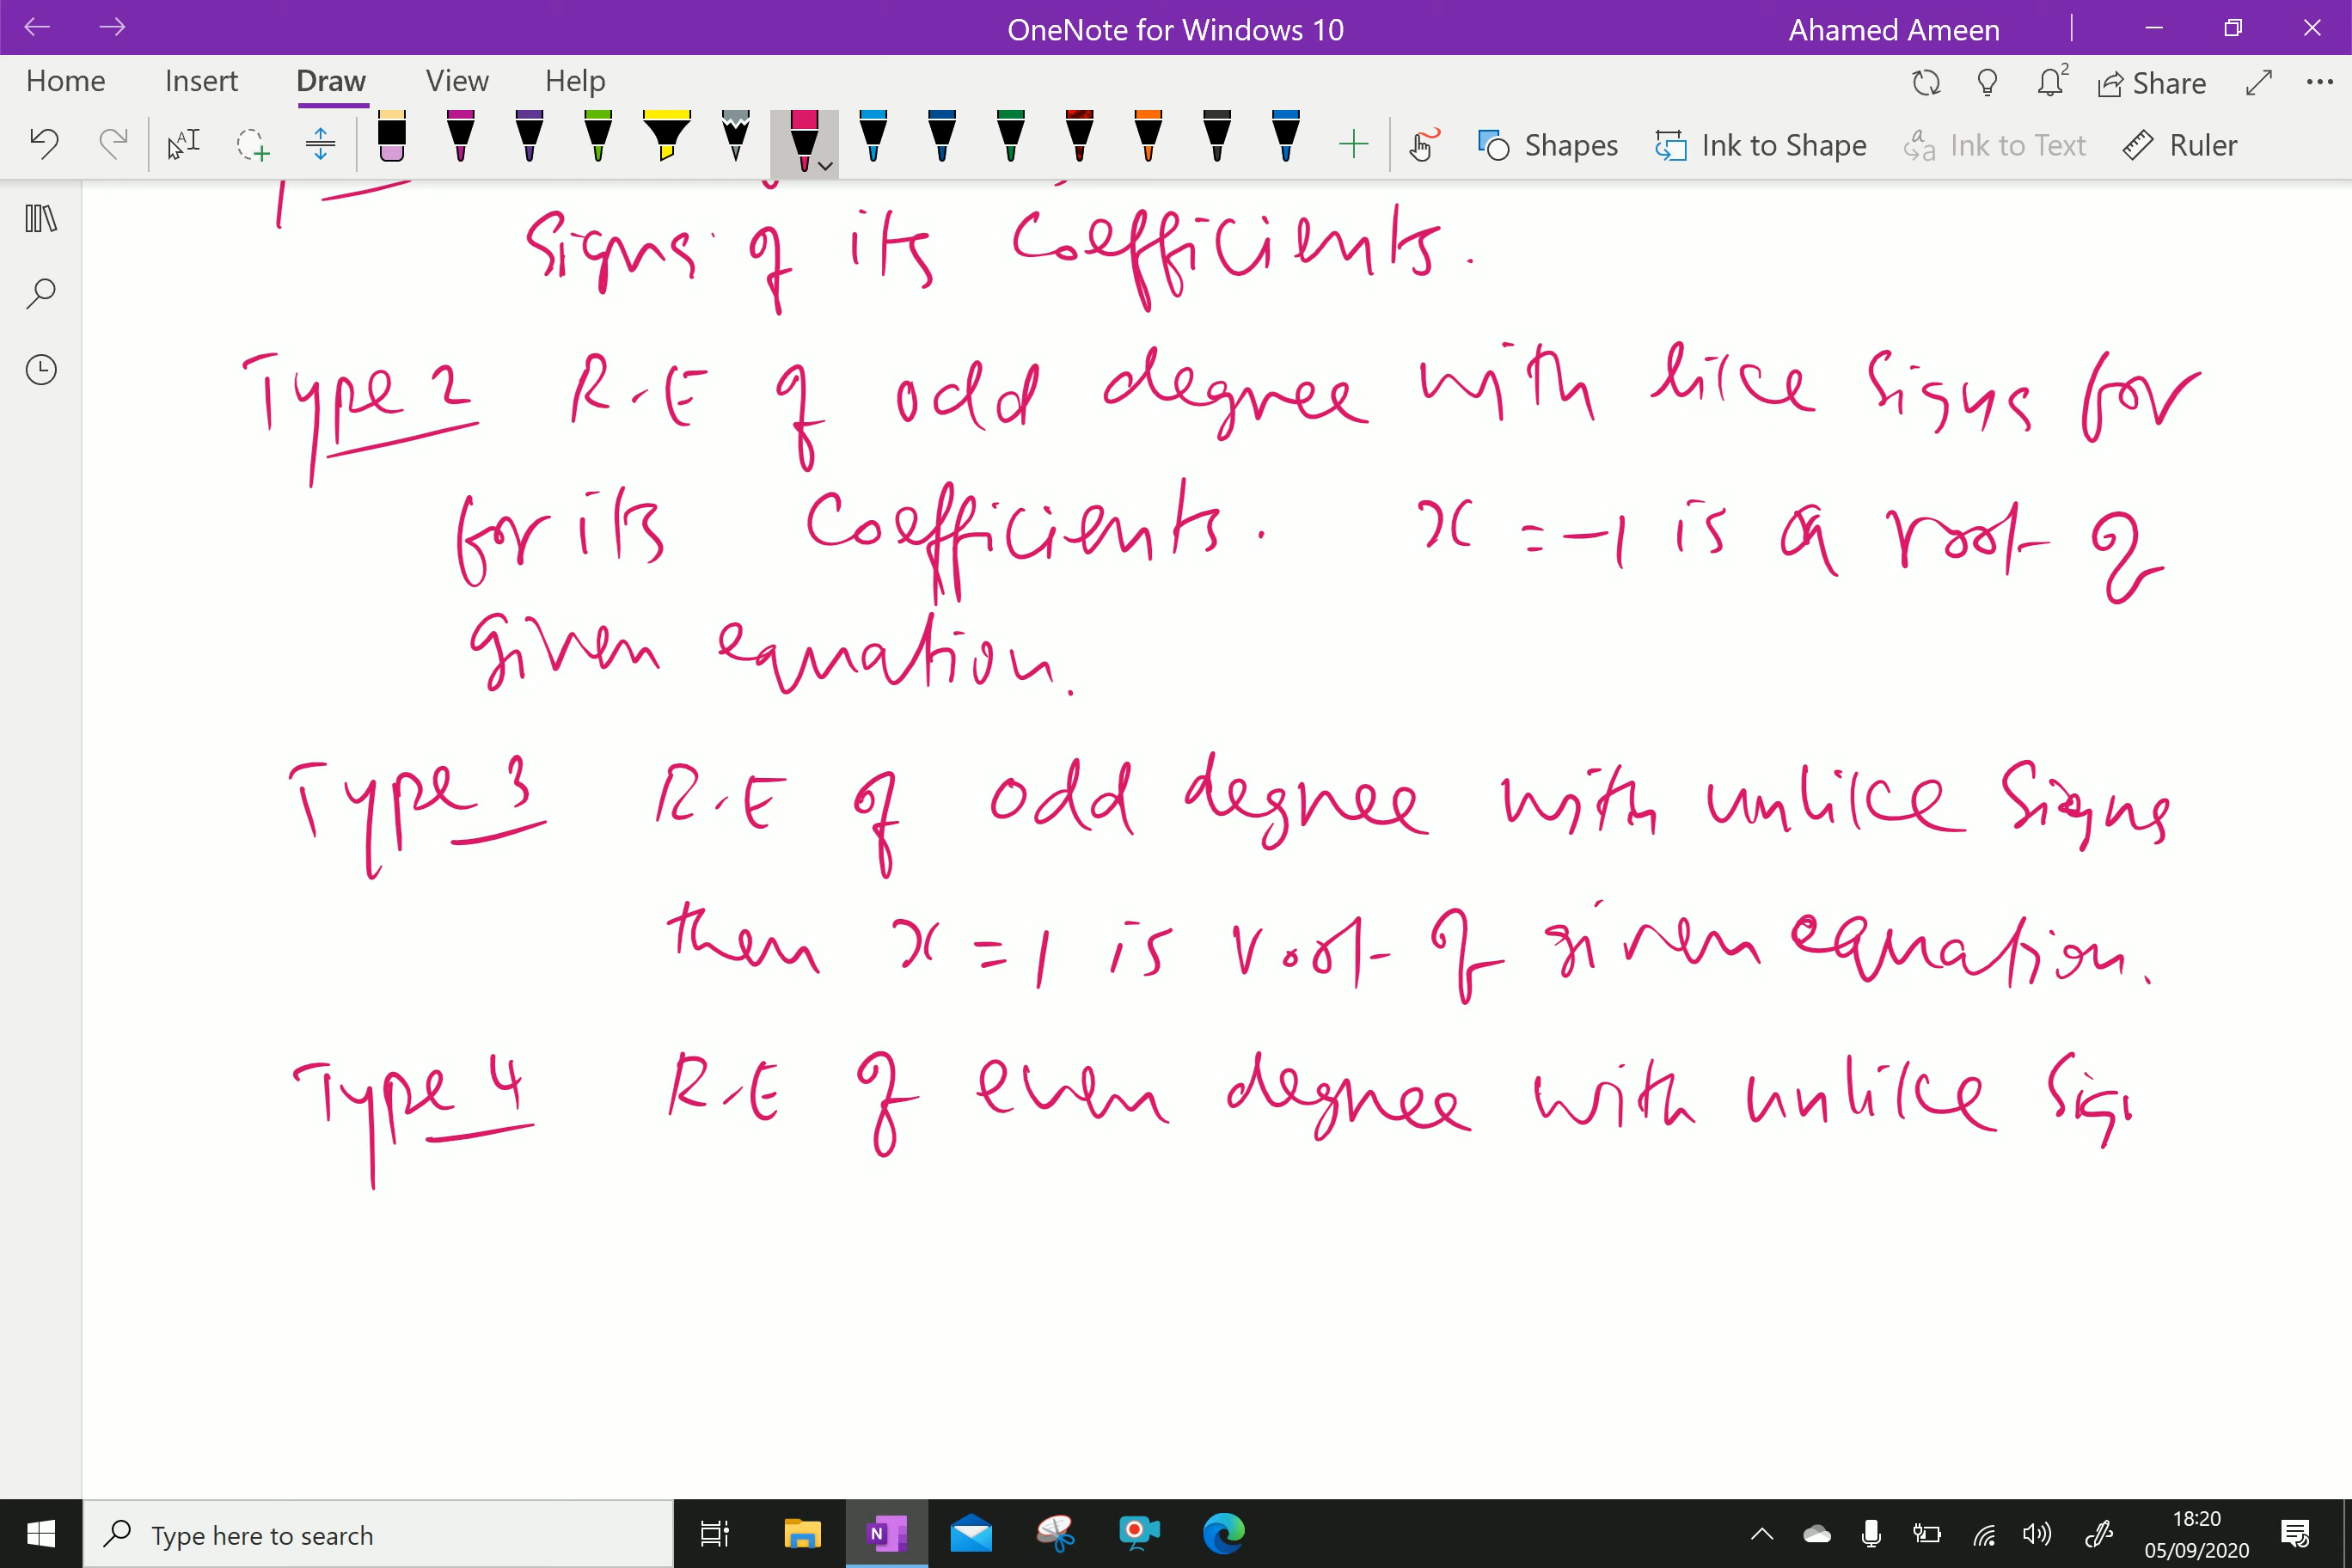 OneNote for Windows 10 Ahamed Ameen
Home Insert Draw View Help 2 Share
Shapes Ink to Shape Ink to Text Ruler
Signs of its Coefficients.
Type 2 R.E of odd degree with like signs for
for its Coefficients. x = -1 is a root of
given equation.
Type 3 R.E of odd degree with unlike Signs
then x = 1 is root of given equation.
Type 4 R.E of even degree with unlike Sig
Type here to search
18:20
05/09/2020